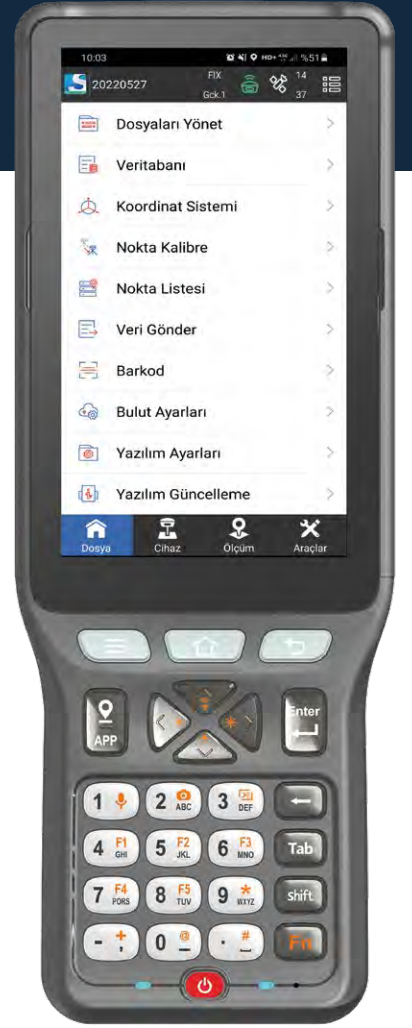 10:03 HD+ 4G %51
S 20220527 FIX 14
Gck.1 37
Dosyaları Yönet
Veritabanı
Koordinat Sistemi
Nokta Kalibre
Nokta Listesi
Veri Gönder
Barkod
Bulut Ayarları
Yazılım Ayarları
Yazılım Güncelleme
Dosya Cihaz Ölçüm Araçlar
APP Enter
1 2 ABC 3 DEF
4 F1 GHI 5 F2 JKL 6 F3 MNO Tab
7 F4 PQRS 8 F5 TUV 9 * WXYZ shift
- + , 0 @ _ . # Fn